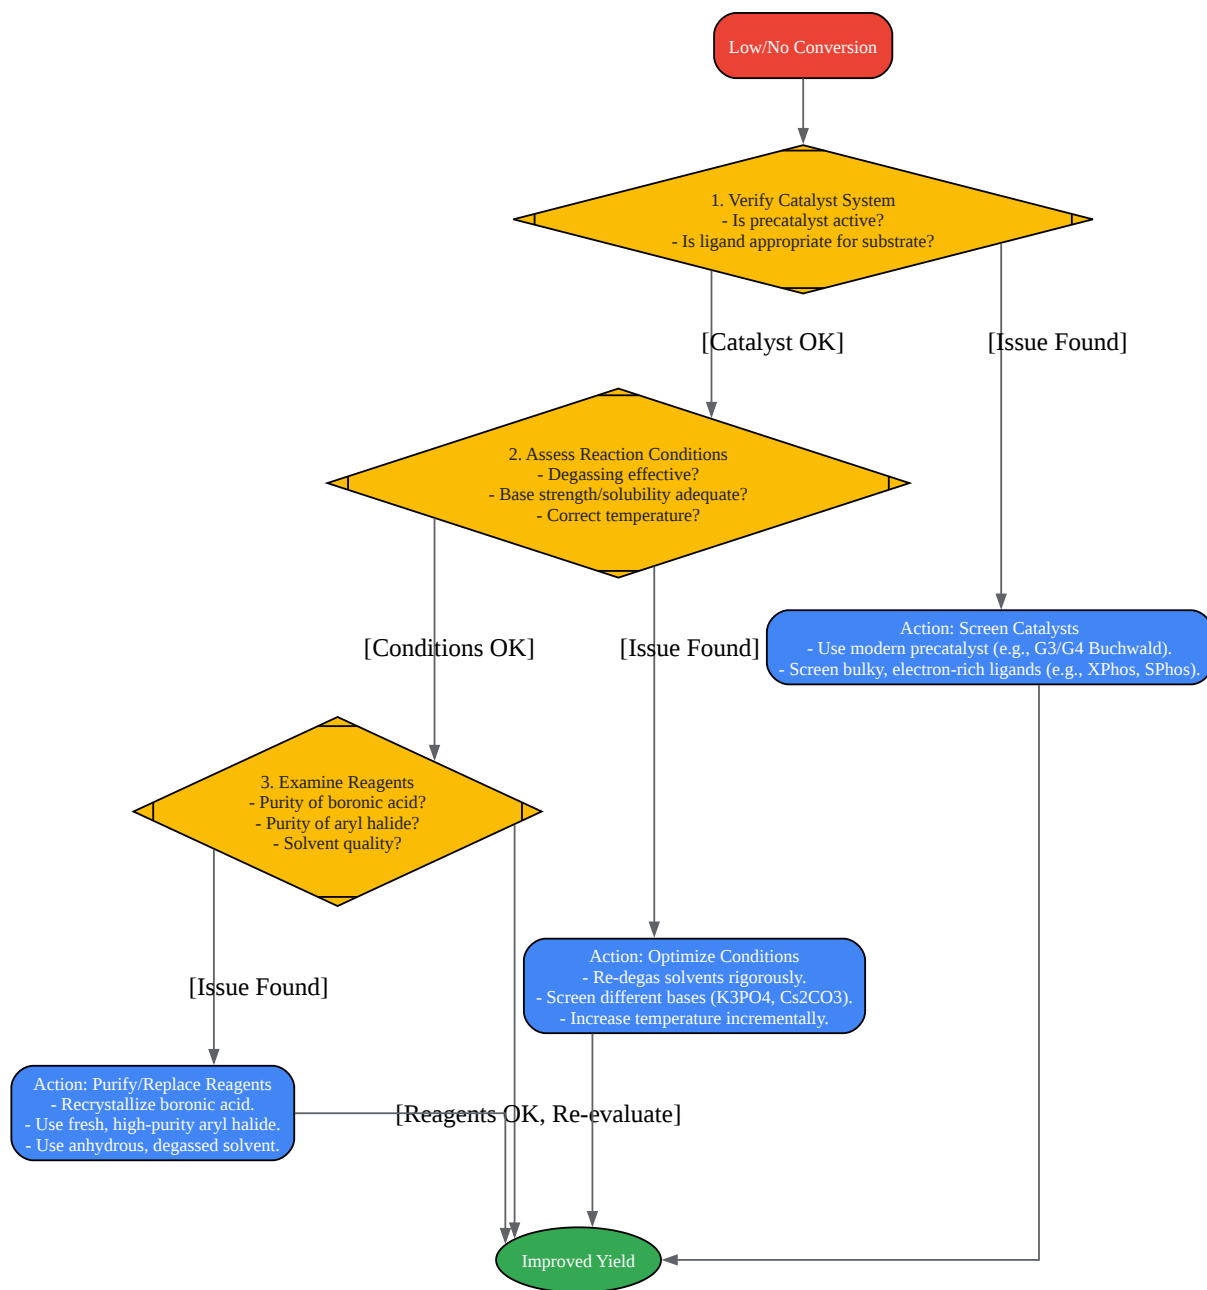 Low/No Conversion
1. Verify Catalyst System
- Is precatalyst active?
- Is ligand appropriate for substrate?
[Catalyst OK]
[Issue Found]
2. Assess Reaction Conditions
- Degassing effective?
- Base strength/solubility adequate?
- Correct temperature?
[Conditions OK]
[Issue Found]
Action: Screen Catalysts
- Use modern precatalyst (e.g., G3/G4 Buchwald).
- Screen bulky, electron-rich ligands (e.g., XPhos, SPhos).
3. Examine Reagents
- Purity of boronic acid?
- Purity of aryl halide?
- Solvent quality?
[Issue Found]
Action: Optimize Conditions
- Re-degas solvents rigorously.
- Screen different bases (K3PO4, Cs2CO3).
- Increase temperature incrementally.
Action: Purify/Replace Reagents
- Recrystallize boronic acid.
- Use fresh, high-purity aryl halide.
- Use anhydrous, degassed solvent.
[Reagents OK, Re-evaluate]
Improved Yield